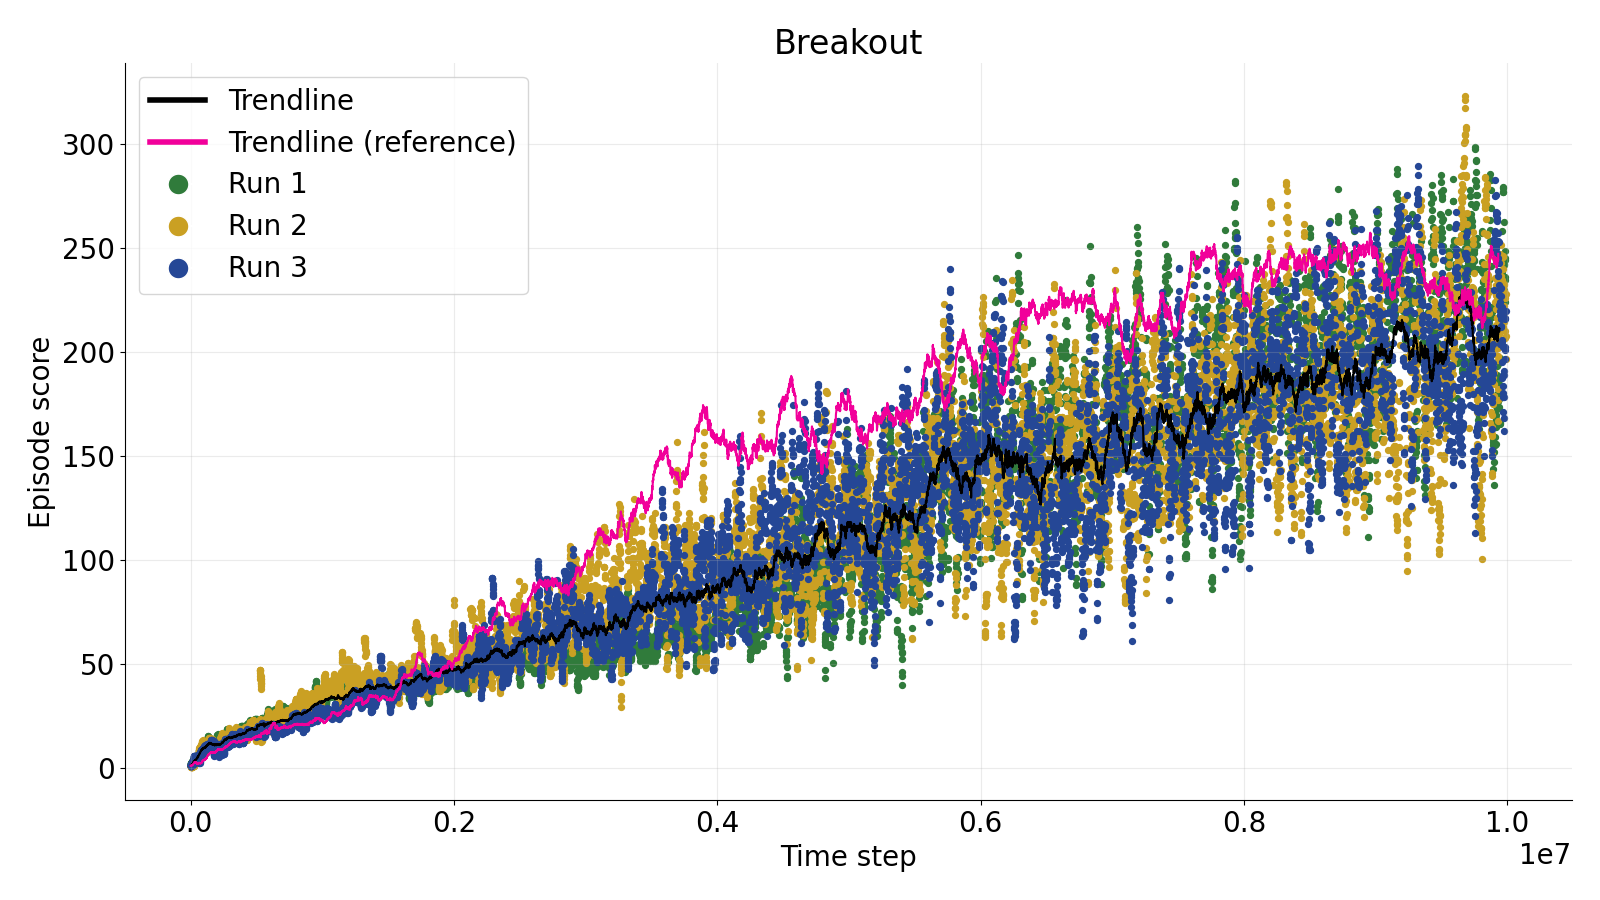 Breakout
Trendline
Trendline (reference)
Run 1
Run 2
Run 3
Episode score
300
250
200
150
100
50
0
0.0 0.2 0.4 0.6 0.8 1.0
1e7
Time step